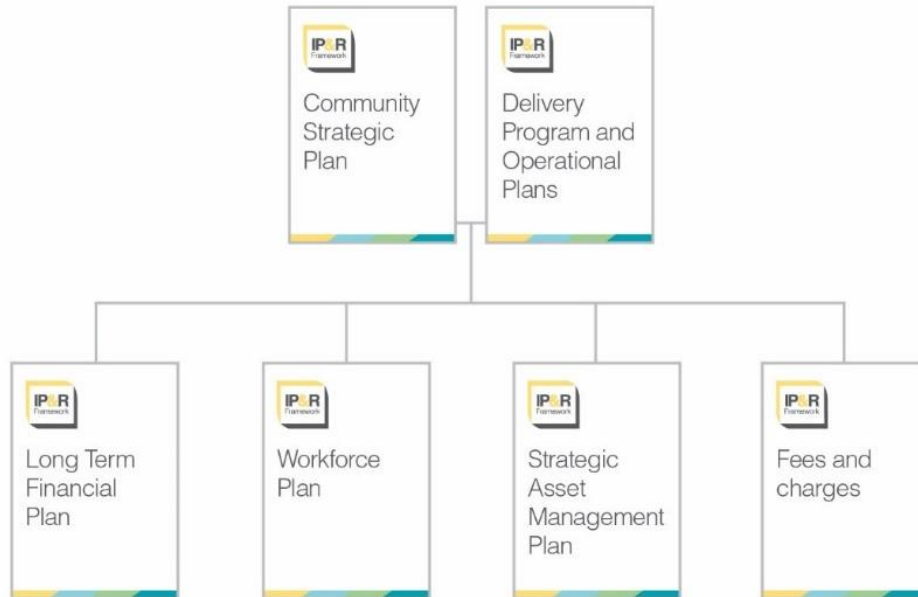 IP&R
Framework
Community
Strategic
Plan
IP&R
Framework
Delivery
Program and
Operational
Plans
IP&R
Framework
Long Term
Financial
Plan
IP&R
Framework
Workforce
Plan
IP&R
Framework
Strategic
Asset
Management
Plan
IP&R
Framework
Fees and
charges